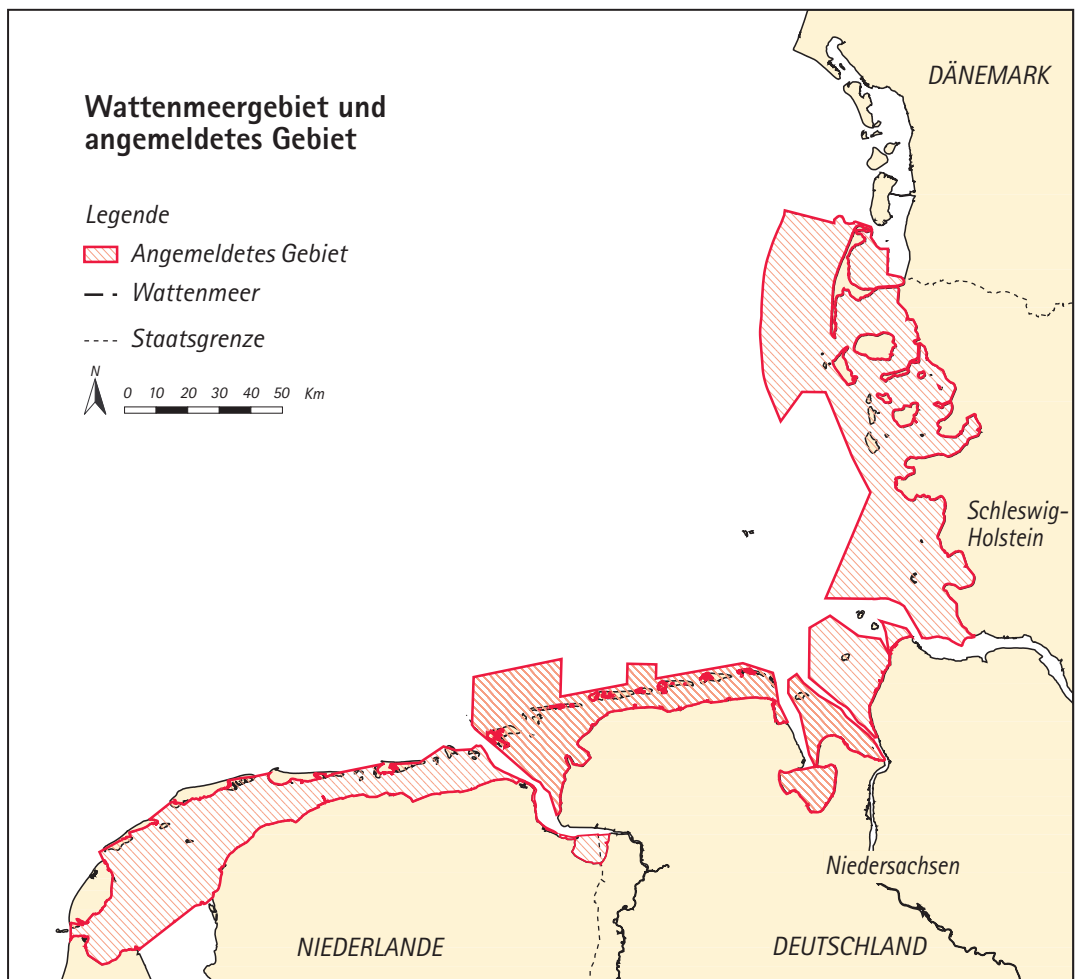 DÄNEMARK
Wattenmeergebiet und
angemeldetes Gebiet
Legende
Angemeldetes Gebiet
Wattenmeer
Staatsgrenze
N
0 10 20 30 40 50 Km
Schleswig-
Holstein
Niedersachsen
NIEDERLANDE
DEUTSCHLAND